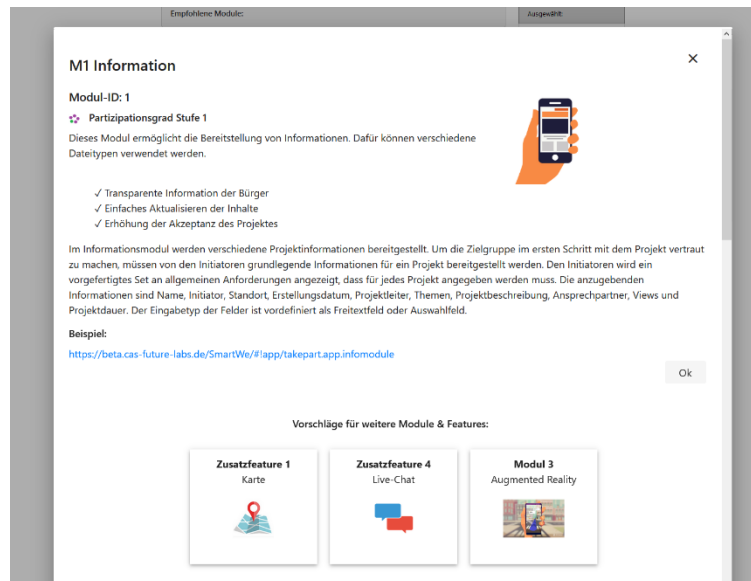 Empfohlene Module:
Ausgewählt:
M1 Information
×
Modul-ID: 1
Partizipationsgrad Stufe 1
Dieses Modul ermöglicht die Bereitstellung von Informationen. Dafür können verschiedene
Dateitypen verwendet werden.
✓ Transparente Information der Bürger
✓ Einfaches Aktualisieren der Inhalte
✓ Erhöhung der Akzeptanz des Projektes
Im Informationsmodul werden verschiedene Projektinformationen bereitgestellt. Um die Zielgruppe im ersten Schritt mit dem Projekt vertraut
zu machen, müssen von den Initiatoren grundlegende Informationen für ein Projekt bereitgestellt werden. Den Initiatoren wird ein
vorgefertigtes Set an allgemeinen Anforderungen angezeigt, dass für jedes Projekt angegeben werden muss. Die anzugebenden
Informationen sind Name, Initiator, Standort, Erstellungsdatum, Projektleiter, Themen, Projektbeschreibung, Ansprechpartner, Views und
Projektdauer. Der Eingabetyp der Felder ist vordefiniert als Freitextfeld oder Auswahlfeld.
Beispiel:
https://beta.cas-future-labs.de/SmartWe/#!app/takepart.app.infomodule
Ok
Vorschläge für weitere Module & Features:
Zusatzfeature 1
Karte
Zusatzfeature 4
Live-Chat
Modul 3
Augmented Reality